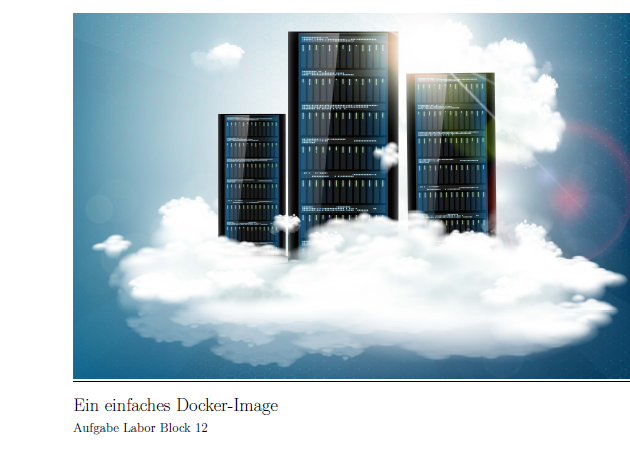 Ein einfaches Docker-Image
Aufgabe Labor Block 12